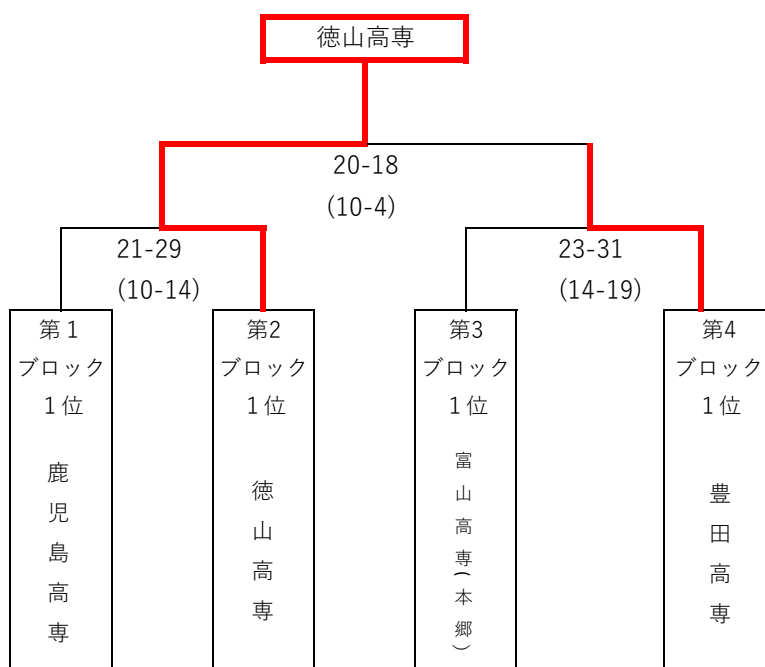 徳山高専
20-18
(10-4)
21-29
(10-14)
23-31
(14-19)
第１
ブロック
１位
鹿児島高専
第2
ブロック
１位
徳山高専
第3
ブロック
１位
富山高専(本郷)
第4
ブロック
１位
豊田高専